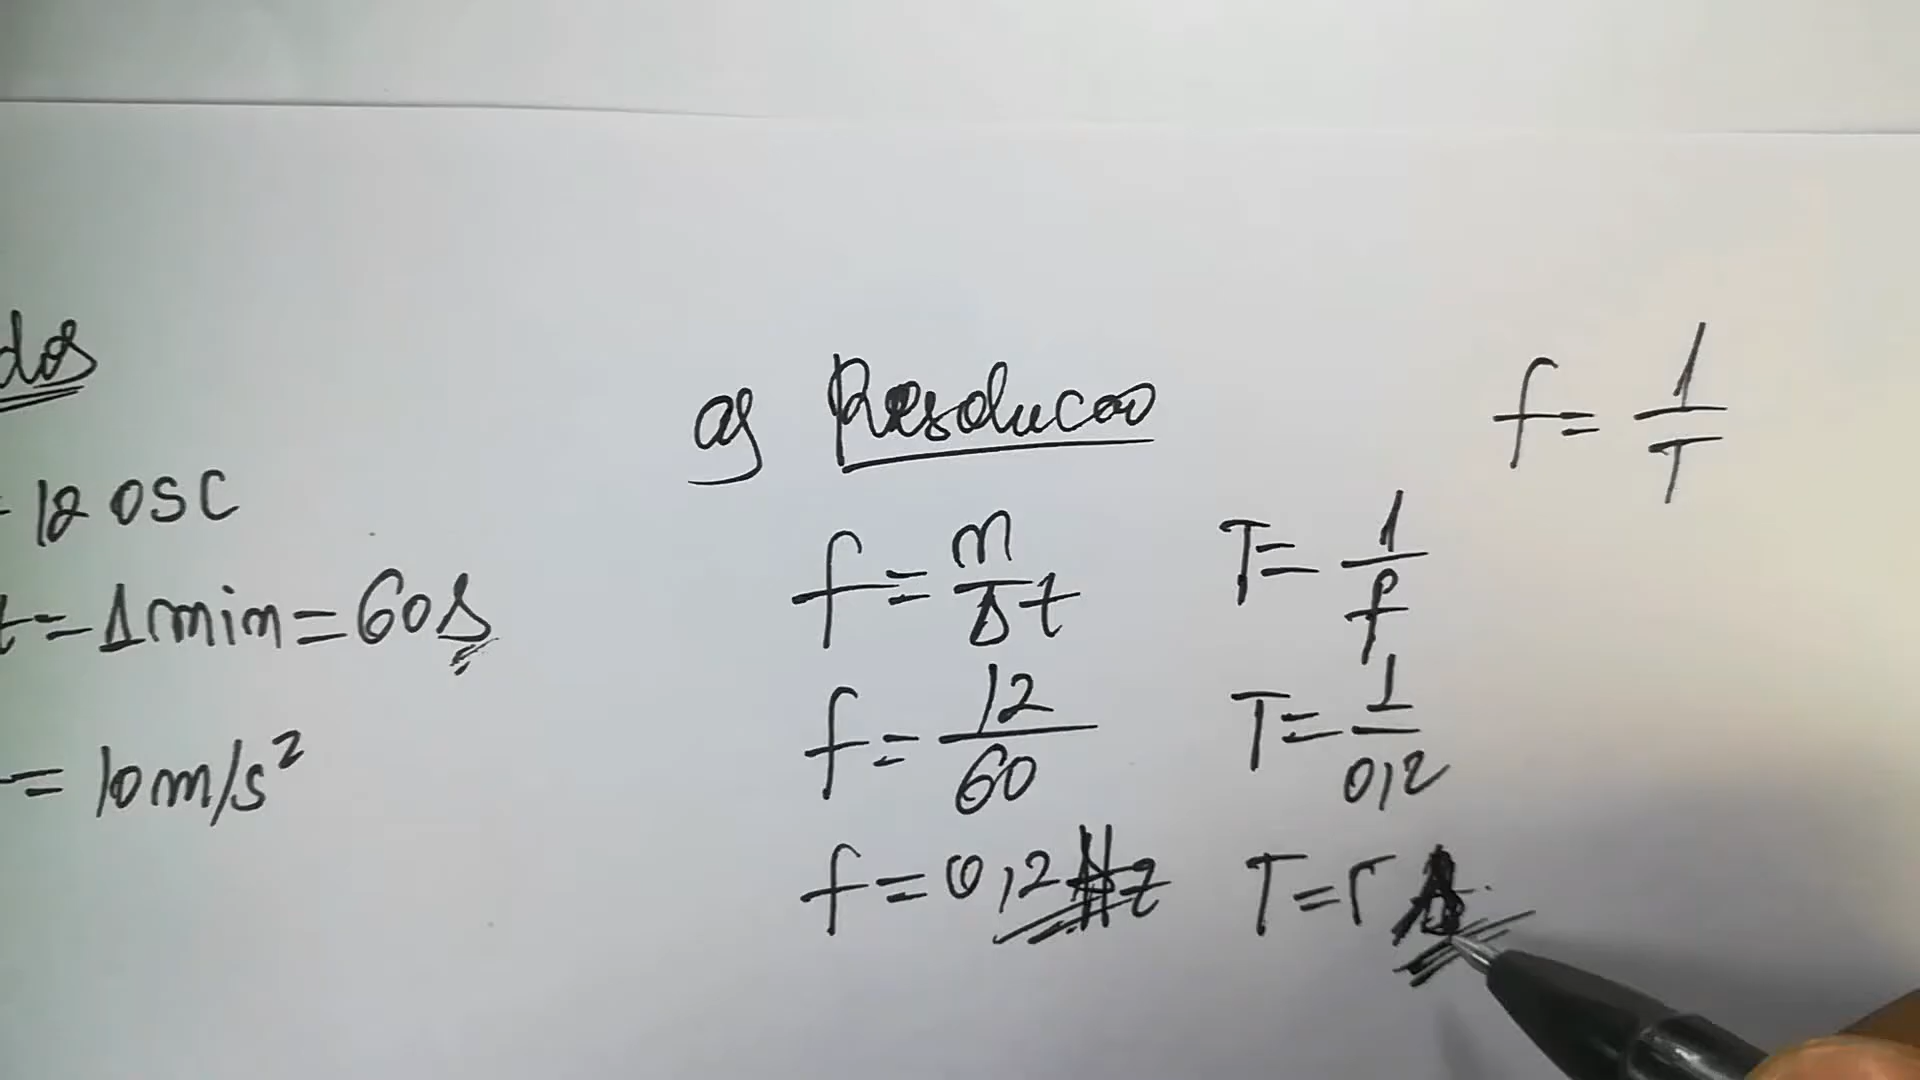 dos
= 12 OSC
t = 1 min = 60 s
= 10 m/s²
a) Resolucao
f = n/Δt
f = 12/60
f = 0,2 Hz
T = 1/f
T = 1/0,2
T = 5 s
f = 1/T